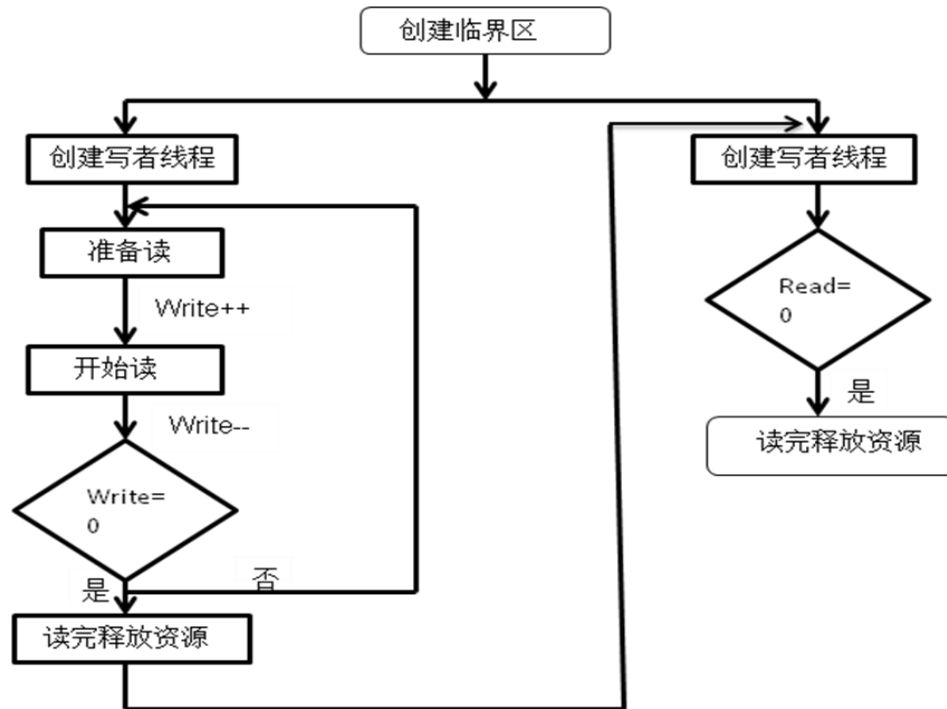 创建临界区
创建写者线程
创建写者线程
准备读
Write++
开始读
Write--
Write=
0
是
否
读完释放资源
Read=
0
是
读完释放资源